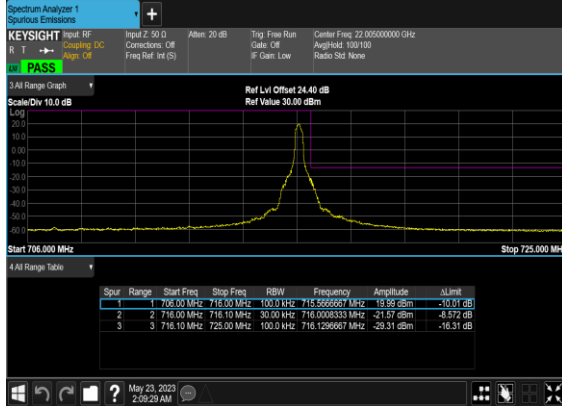 Spectrum Analyzer 1
Spurious Emissions
KEYSIGHT Input: RF Input Z: 50 Ω Atten: 20 dB Trig: Free Run Center Freq: 22.005000000 GHz
R T Coupling: DC Corrections: Off Gate: Off Avg|Hold: 100/100
Align: Off Freq Ref: Int (S) IF Gain: Low Radio Std: None
PASS
3 All Range Graph
Ref Lvl Offset 24.40 dB
Scale/Div 10.0 dB Ref Value 30.00 dBm
Log
20.0
10.0
0.00
-10.0
-20.0
-30.0
-40.0
-50.0
-60.0
Start 706.000 MHz Stop 725.000 MH
4 All Range Table
Spur Range Start Freq Stop Freq RBW Frequency Amplitude ΔLimit
1 1 706.00 MHz 716.00 MHz 100.0 kHz 715.5666667 MHz 19.99 dBm -10.01 dB
2 2 716.00 MHz 716.10 MHz 30.00 kHz 716.0008333 MHz -21.57 dBm -8.572 dB
3 3 716.10 MHz 725.00 MHz 100.0 kHz 716.1296667 MHz -29.31 dBm -16.31 dB
? May 23, 2023
2:09:29 AM